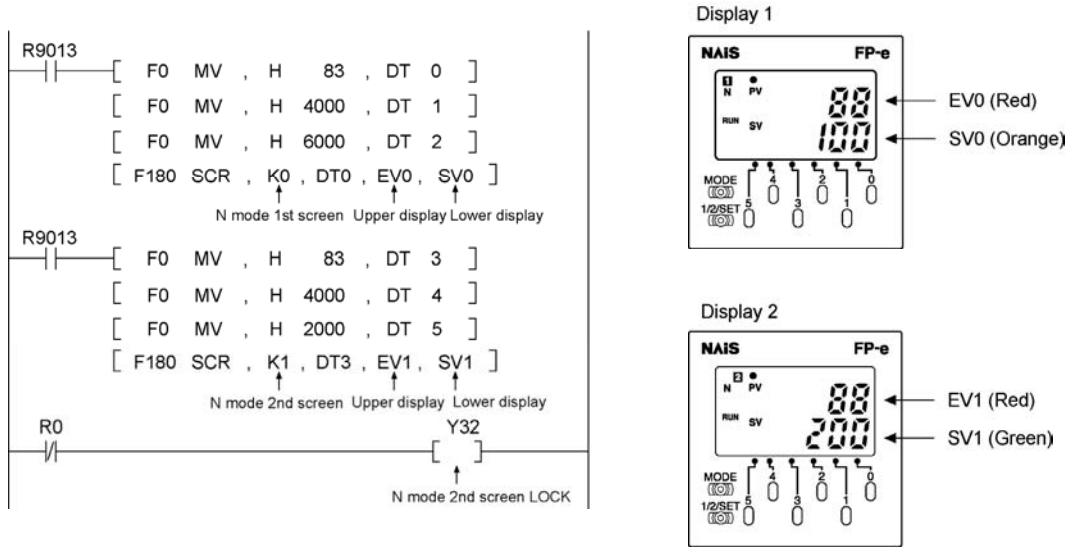 R9013
[ F0 MV , H 83 , DT 0 ]
[ F0 MV , H 4000 , DT 1 ]
[ F0 MV , H 6000 , DT 2 ]
[ F180 SCR , K0 , DT0 , EV0 , SV0 ]
N mode 1st screen Upper display Lower display
R9013
[ F0 MV , H 83 , DT 3 ]
[ F0 MV , H 4000 , DT 4 ]
[ F0 MV , H 2000 , DT 5 ]
[ F180 SCR , K1 , DT3 , EV1 , SV1 ]
N mode 2nd screen Upper display Lower display
R0 Y32
N mode 2nd screen LOCK
Display 1
NAiS FP-e
1
N PV 88
EV0 (Red)
RUN SV 100
SV0 (Orange)
MODE 4 2 0
1/2/SET 5 3 1
Display 2
NAiS FP-e
2
N PV 88
EV1 (Red)
RUN SV 200
SV1 (Green)
MODE 4 2 0
1/2/SET 5 3 1